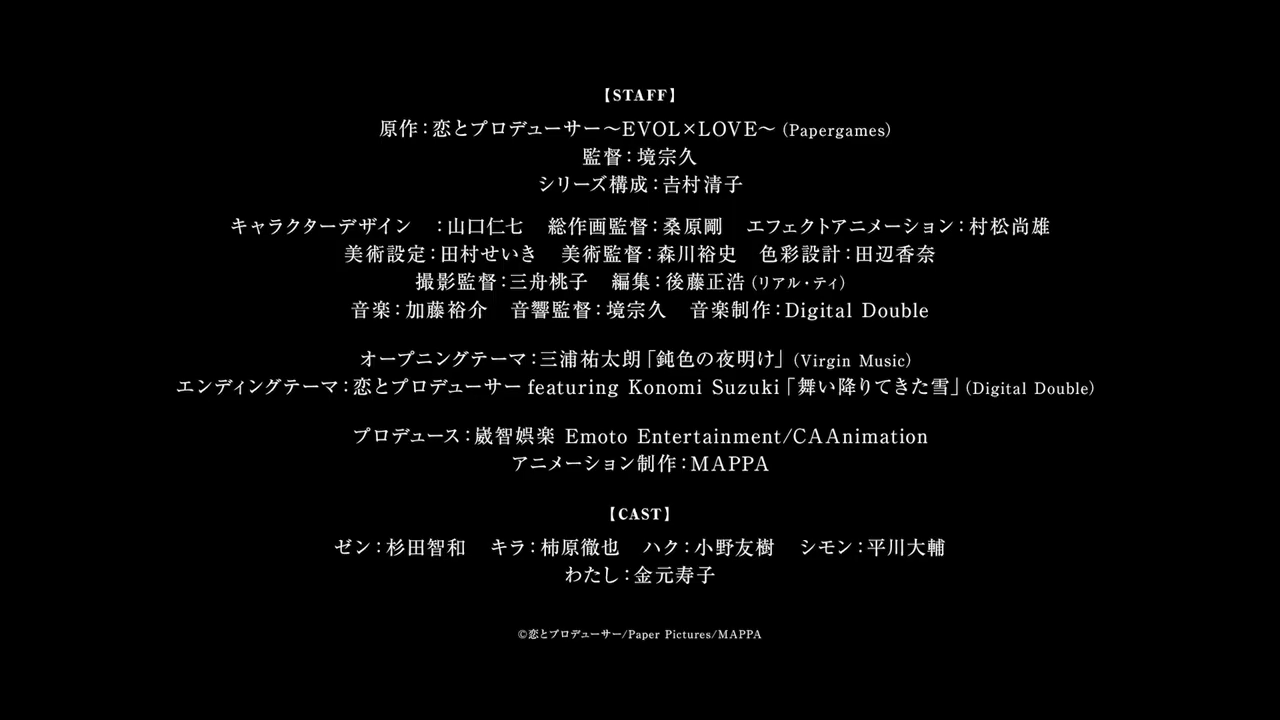 【STAFF】
原作：恋とプロデューサー～EVOL×LOVE～（Papergames）
監督：境宗久
シリーズ構成：𠮷村清子
キャラクターデザイン　：山口仁七　総作画監督：桑原剛　エフェクトアニメーション：村松尚雄
美術設定：田村せいき　美術監督：森川裕史　色彩設計：田辺香奈
撮影監督：三舟桃子　編集：後藤正浩（リアル・ティ）
音楽：加藤裕介　音響監督：境宗久　音楽制作：Digital Double
オープニングテーマ：三浦祐太朗「鈍色の夜明け」（Virgin Music）
エンディングテーマ：恋とプロデューサー featuring Konomi Suzuki「舞い降りてきた雪」（Digital Double）
プロデュース：崴智娯楽 Emoto Entertainment/CAAnimation
アニメーション制作：MAPPA
【CAST】
ゼン：杉田智和　キラ：柿原徹也　ハク：小野友樹　シモン：平川大輔
わたし：金元寿子
©恋とプロデューサー/Paper Pictures/MAPPA